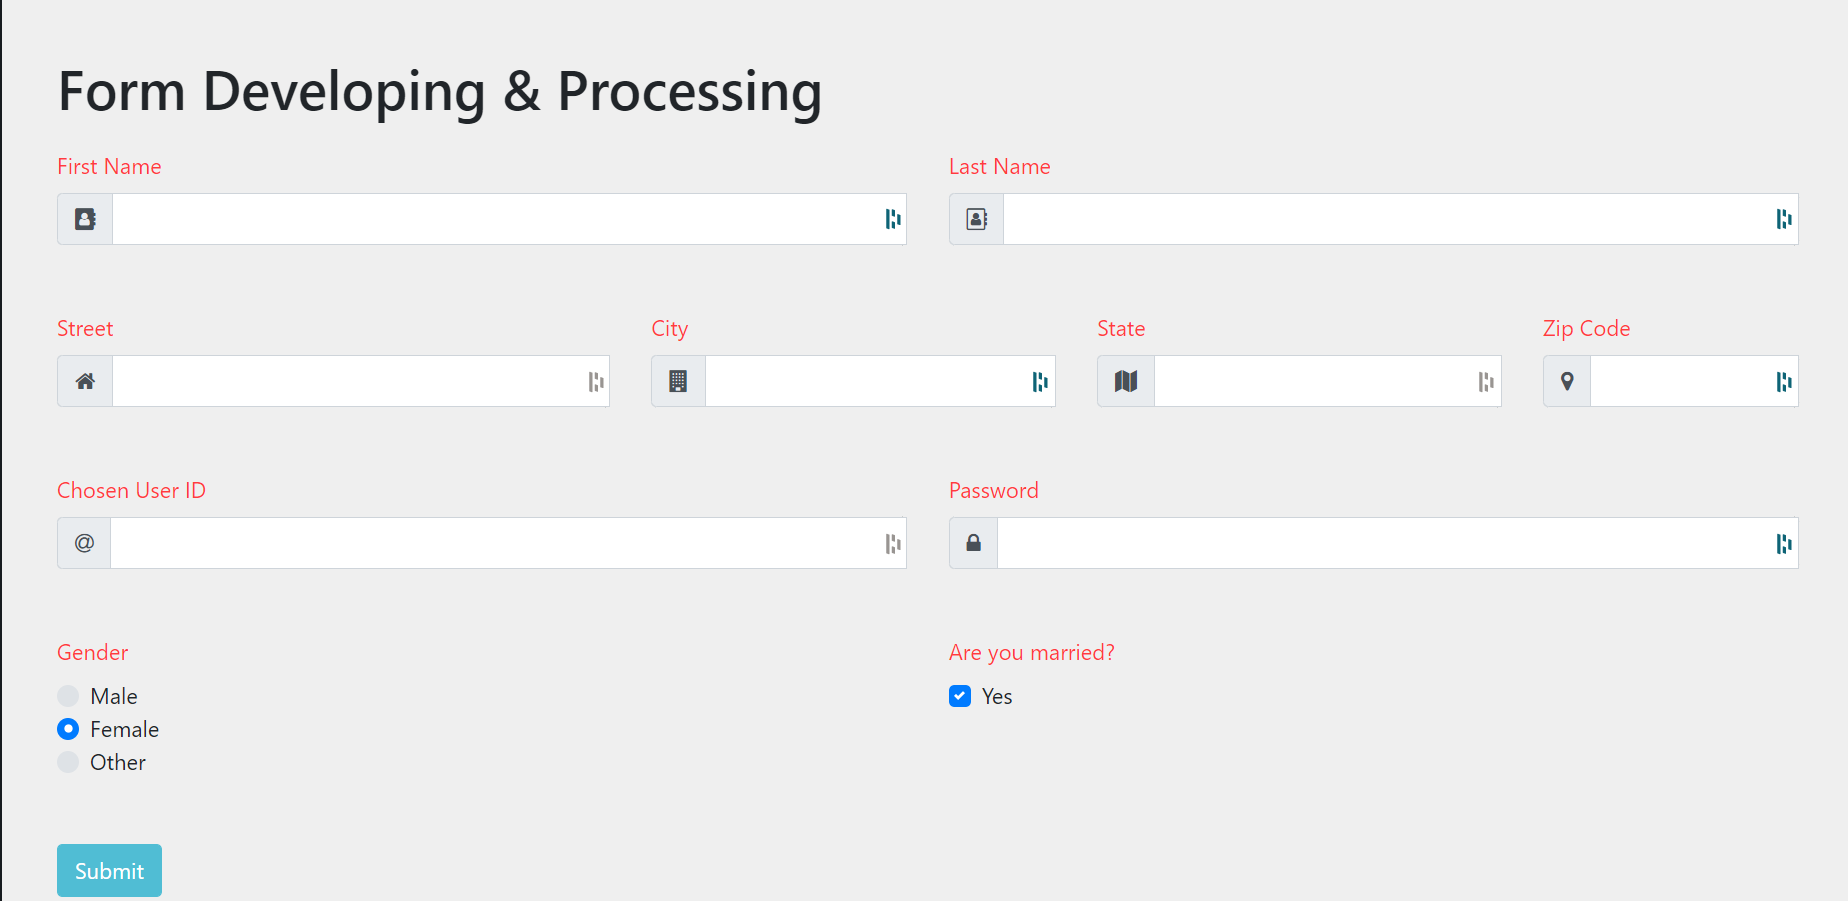 Form Developing & Processing
First Name
Last Name
Street
City
State
Zip Code
Chosen User ID
Password
@
Gender
Are you married?
Male
Yes
Female
Other
Submit